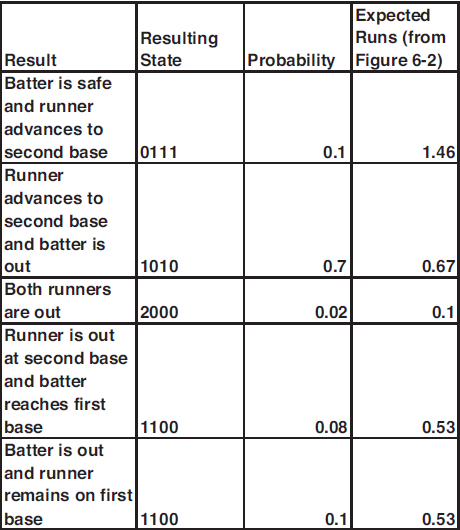 Result
Resulting
State
Probability
Expected
Runs (from
Figure 6-2)
Batter is safe
and runner
advances to
second base
0111
0.1
1.46
Runner
advances to
second base
and batter is
out
1010
0.7
0.67
Both runners
are out
2000
0.02
0.1
Runner is out
at second base
and batter
reaches first
base
1100
0.08
0.53
Batter is out
and runner
remains on first
base
1100
0.1
0.53